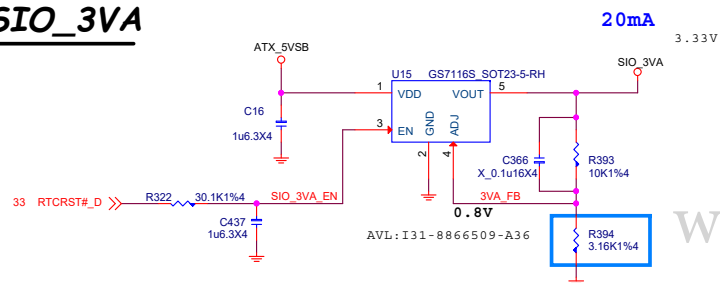 SIO_3VA
20mA
3.33V
ATX_5VSB
SIO_3VA
U15 GS7116S_SOT23-5-RH
1 VDD VOUT 5
C16
1u6.3X4
3 EN GND ADJ
2 4
C366
X_0.1u16X4
R393
10K1%4
33 RTCRST#_D R322 30.1K1%4 SIO_3VA_EN 3VA_FB
0.8V
C437
1u6.3X4
AVL:I31-8866509-A36
R394
3.16K1%4
W